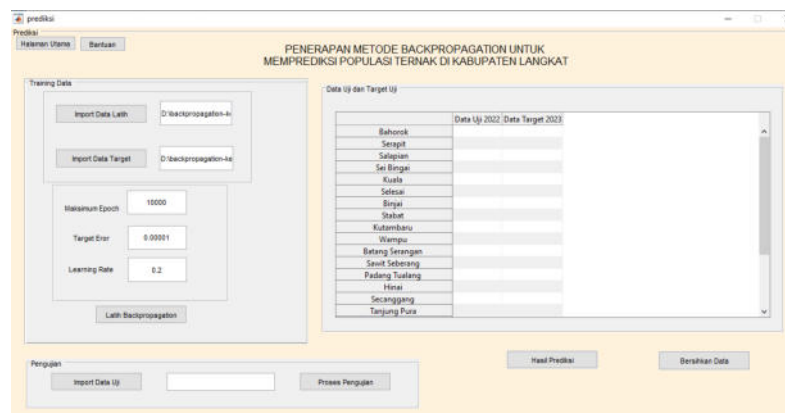 prediksi
Prediksi
Halaman Utama Bantuan
PENERAPAN METODE BACKPROPAGATION UNTUK
MEMPREDIKSI POPULASI TERNAK DI KABUPATEN LANGKAT
Training Data
Import Data Latih D:\backpropagation-k
Import Data Target D:\backpropagation-ke
Maksimum Epoch 10000
Target Eror 0.00001
Learning Rate 0.2
Latih Backpropagation
Data Uji dan Target Uji
Data Uji 2022 Data Target 2023
Bahorok
Serapit
Salapian
Sei Bingai
Kuala
Selesai
Binjai
Stabat
Kutambaru
Wampu
Batang Serangan
Sawit Seberang
Padang Tualang
Hinai
Secanggang
Tanjung Pura
Hasil Prediksi Bersihkan Data
Pengujian
Import Data Uji Proses Pengujian